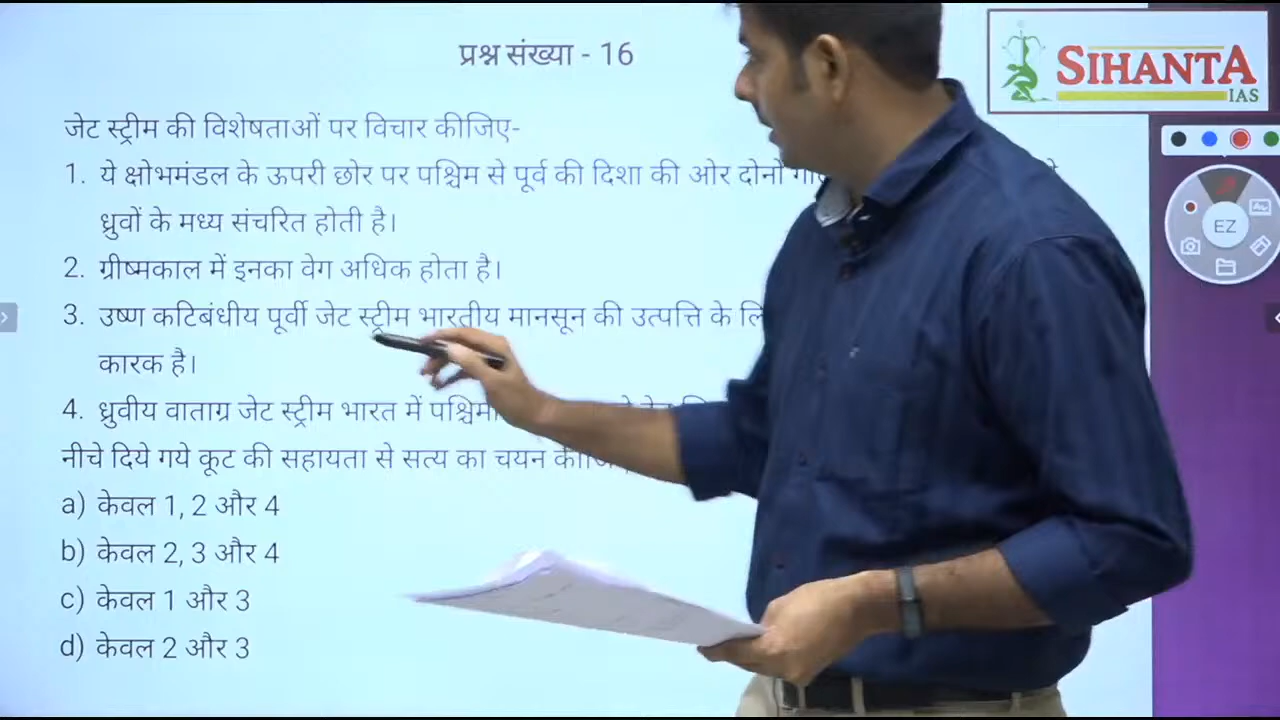 प्रश्न संख्या - 16
SIHANTA
IAS
जेट स्ट्रीम की विशेषताओं पर विचार कीजिए-
1. ये क्षोभमंडल के ऊपरी छोर पर पश्चिम से पूर्व की दिशा की ओर दोनों
ध्रुवों के मध्य संचरित होती है।
2. ग्रीष्मकाल में इनका वेग अधिक होता है।
3. उष्ण कटिबंधीय पूर्वी जेट स्ट्रीम भारतीय मानसून की उत्पत्ति के
कारक है।
4. ध्रुवीय वाताग्र जेट स्ट्रीम भारत में
नीचे दिये गये कूट की सहायता से सत्य का चयन
a) केवल 1, 2 और 4
b) केवल 2, 3 और 4
c) केवल 1 और 3
d) केवल 2 और 3
EZ